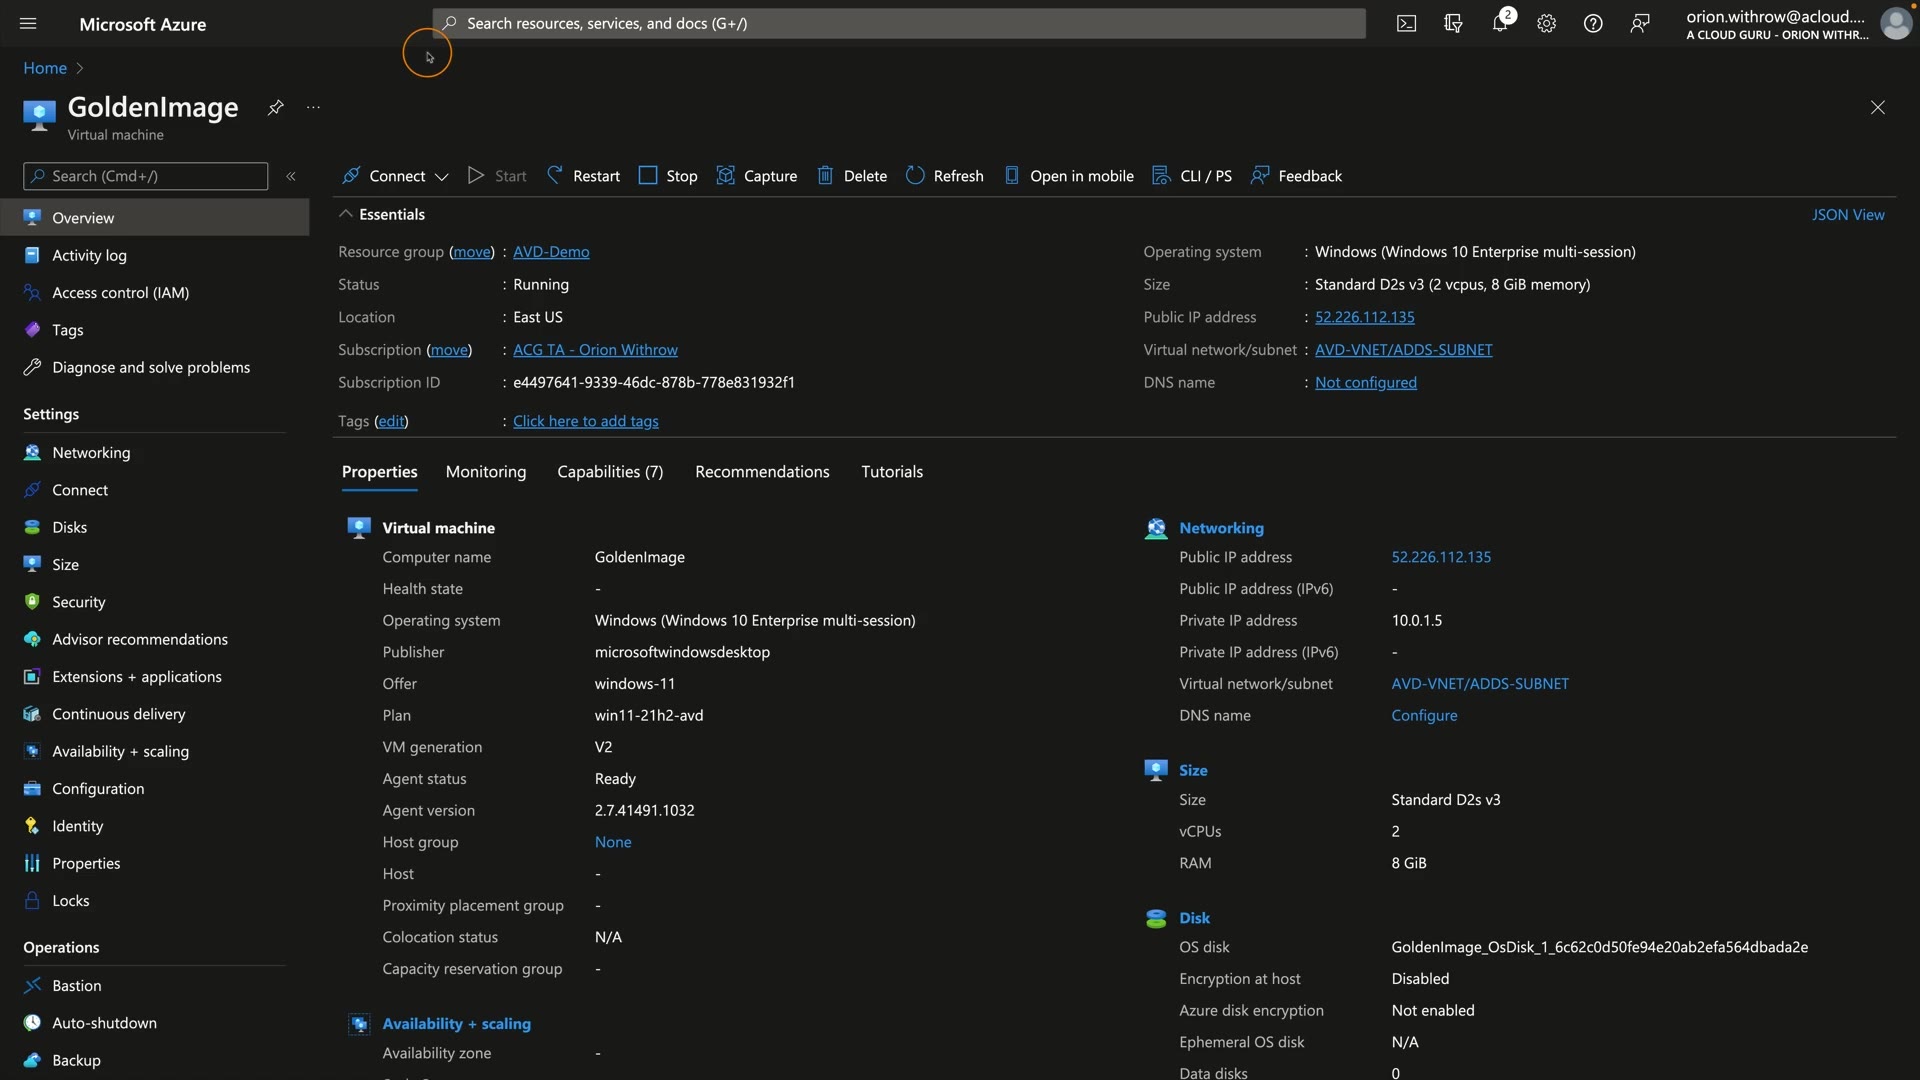 Microsoft Azure
Search resources, services, and docs (G+/)
2
orion.withrow@acloud....
A CLOUD GURU - ORION WITHR...
Home
GoldenImage
...
Virtual machine
Search (Cmd+/)
«
Connect
Start
Restart
Stop
Capture
Delete
Refresh
Open in mobile
CLI / PS
Feedback
Overview
Activity log
Access control (IAM)
Tags
Diagnose and solve problems
Settings
Networking
Connect
Disks
Size
Security
Advisor recommendations
Extensions + applications
Continuous delivery
Availability + scaling
Configuration
Identity
Properties
Locks
Operations
Bastion
Auto-shutdown
Backup
Essentials
JSON View
Resource group (move) : AVD-Demo
Status : Running
Location : East US
Subscription (move) : ACG TA - Orion Withrow
Subscription ID : e4497641-9339-46dc-878b-778e831932f1
Tags (edit) : Click here to add tags
Operating system : Windows (Windows 10 Enterprise multi-session)
Size : Standard D2s v3 (2 vcpus, 8 GiB memory)
Public IP address : 52.226.112.135
Virtual network/subnet : AVD-VNET/ADDS-SUBNET
DNS name : Not configured
Properties
Monitoring
Capabilities (7)
Recommendations
Tutorials
Virtual machine
Computer name GoldenImage
Health state -
Operating system Windows (Windows 10 Enterprise multi-session)
Publisher microsoftwindowsdesktop
Offer windows-11
Plan win11-21h2-avd
VM generation V2
Agent status Ready
Agent version 2.7.41491.1032
Host group None
Host -
Proximity placement group -
Colocation status N/A
Capacity reservation group -
Availability + scaling
Availability zone -
Networking
Public IP address 52.226.112.135
Public IP address (IPv6) -
Private IP address 10.0.1.5
Private IP address (IPv6) -
Virtual network/subnet AVD-VNET/ADDS-SUBNET
DNS name Configure
Size
Size Standard D2s v3
vCPUs 2
RAM 8 GiB
Disk
OS disk GoldenImage_OsDisk_1_6c62c0d50fe94e20ab2efa564dbada2e
Encryption at host Disabled
Azure disk encryption Not enabled
Ephemeral OS disk N/A
Data disks 0